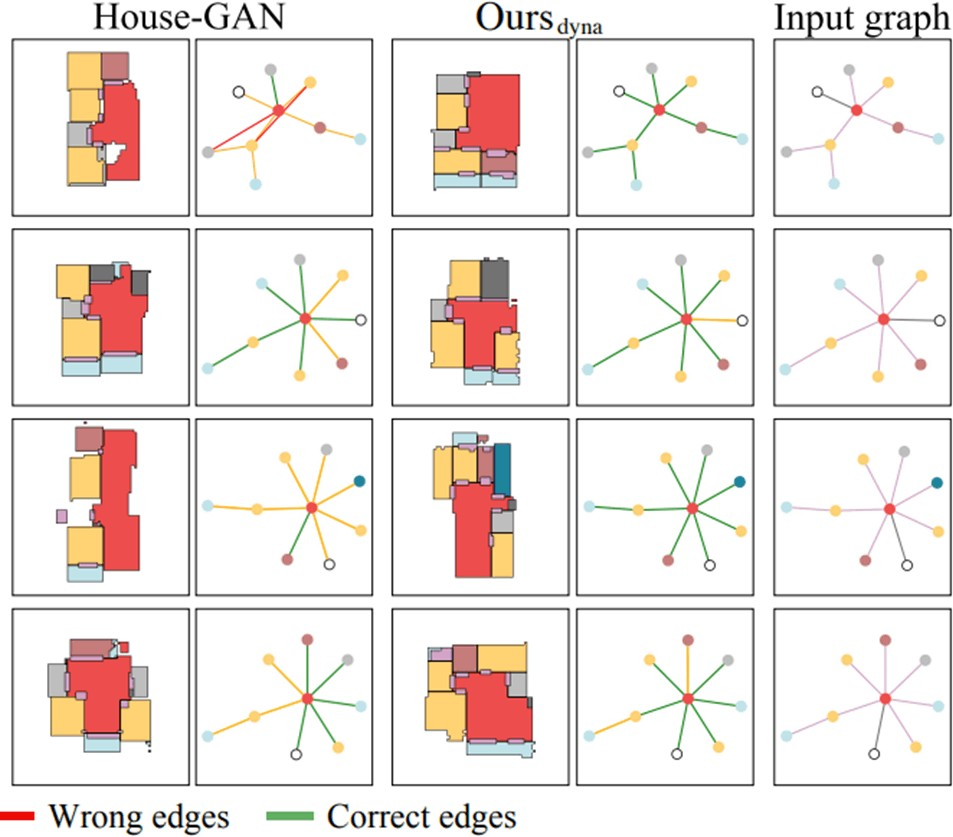 House-GAN Ours dyna Input graph
Wrong edges Correct edges